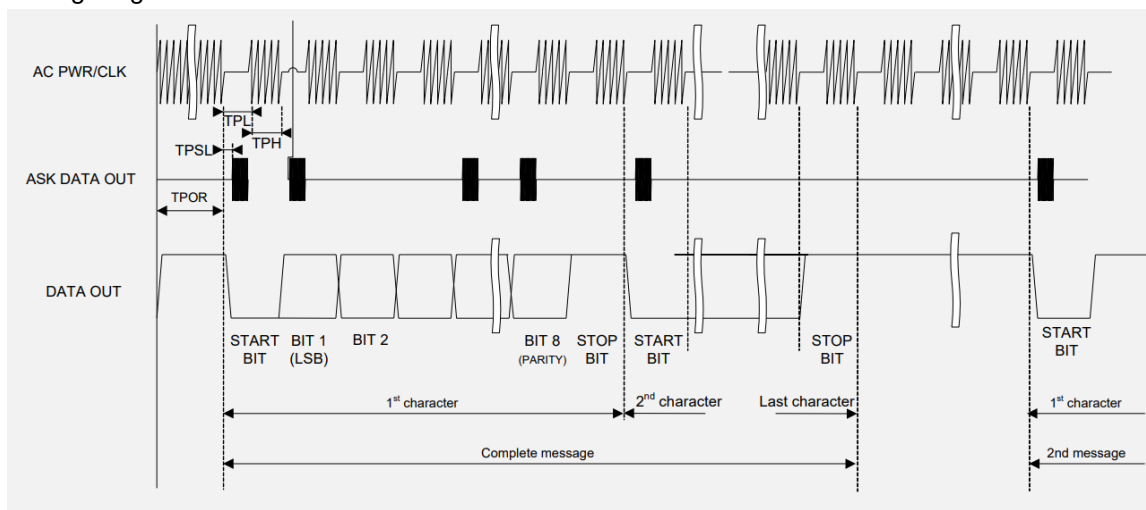 AC PWR/CLK
TPL
TPH
TPSL
ASK DATA OUT
TPOR
DATA OUT
START BIT 1 BIT 2 BIT 8 STOP START STOP START
BIT (LSB) (PARITY) BIT BIT BIT BIT
1st character 2nd character Last character 1st character
Complete message 2nd message